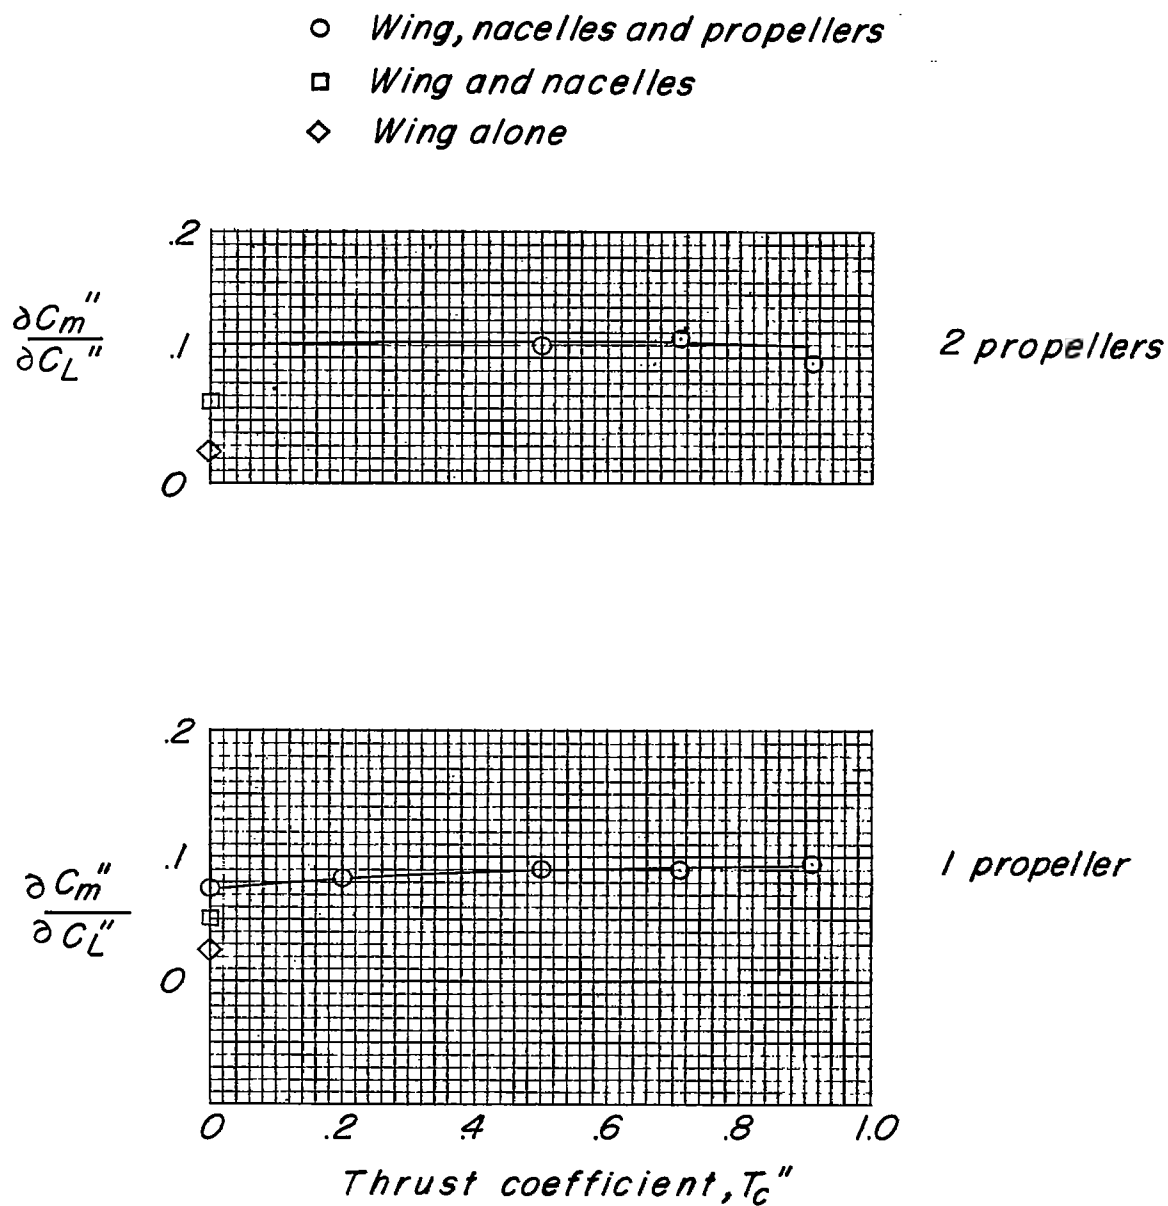 Wing, nacelles and propellers
Wing and nacelles
Wing alone
.2
∂Cm″
∂CL″
.1
2 propellers
0
.2
.1
∂Cm″
∂CL″
1 propeller
0
0 .2 .4 .6 .8 1.0
Thrust coefficient, Tc″